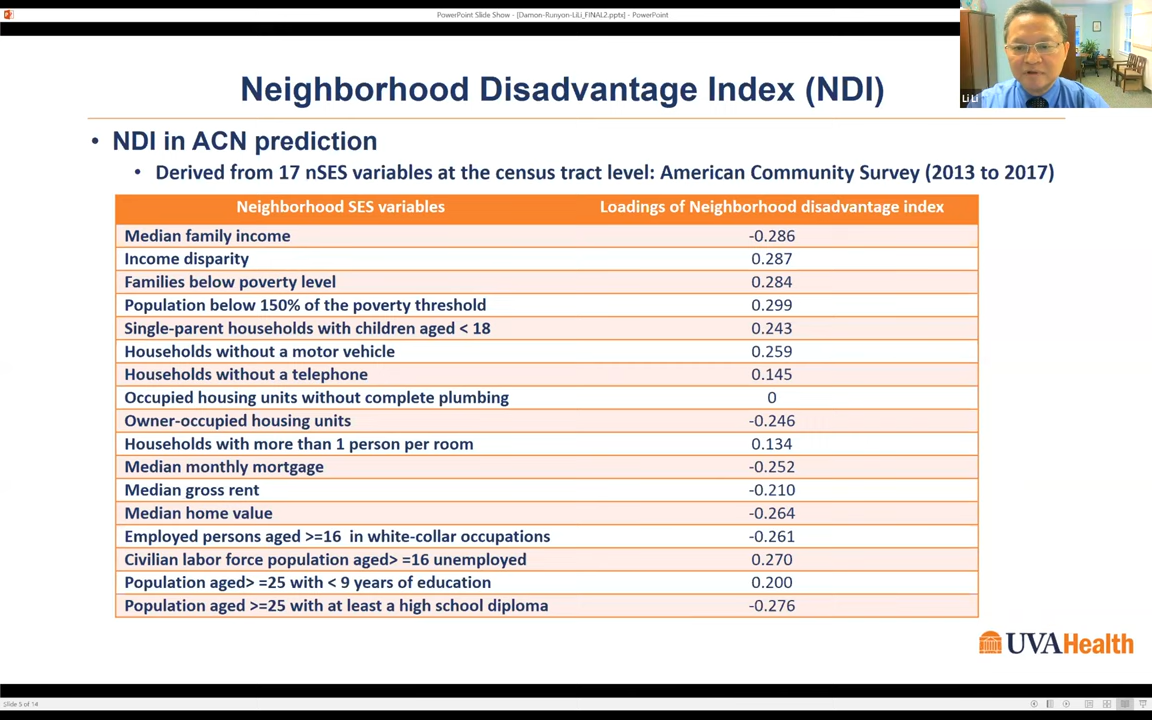 PowerPoint Slide Show - [Damon-Runyon-LiLi_FINAL2.pptx] - PowerPoint
Neighborhood Disadvantage Index (NDI)
Li Li
• NDI in ACN prediction
• Derived from 17 nSES variables at the census tract level: American Community Survey (2013 to 2017)
Neighborhood SES variables Loadings of Neighborhood disadvantage index
Median family income -0.286
Income disparity 0.287
Families below poverty level 0.284
Population below 150% of the poverty threshold 0.299
Single-parent households with children aged < 18 0.243
Households without a motor vehicle 0.259
Households without a telephone 0.145
Occupied housing units without complete plumbing 0
Owner-occupied housing units -0.246
Households with more than 1 person per room 0.134
Median monthly mortgage -0.252
Median gross rent -0.210
Median home value -0.264
Employed persons aged >=16 in white-collar occupations -0.261
Civilian labor force population aged> =16 unemployed 0.270
Population aged> =25 with < 9 years of education 0.200
Population aged >=25 with at least a high school diploma -0.276
UVAHealth
Slide 5 of 14